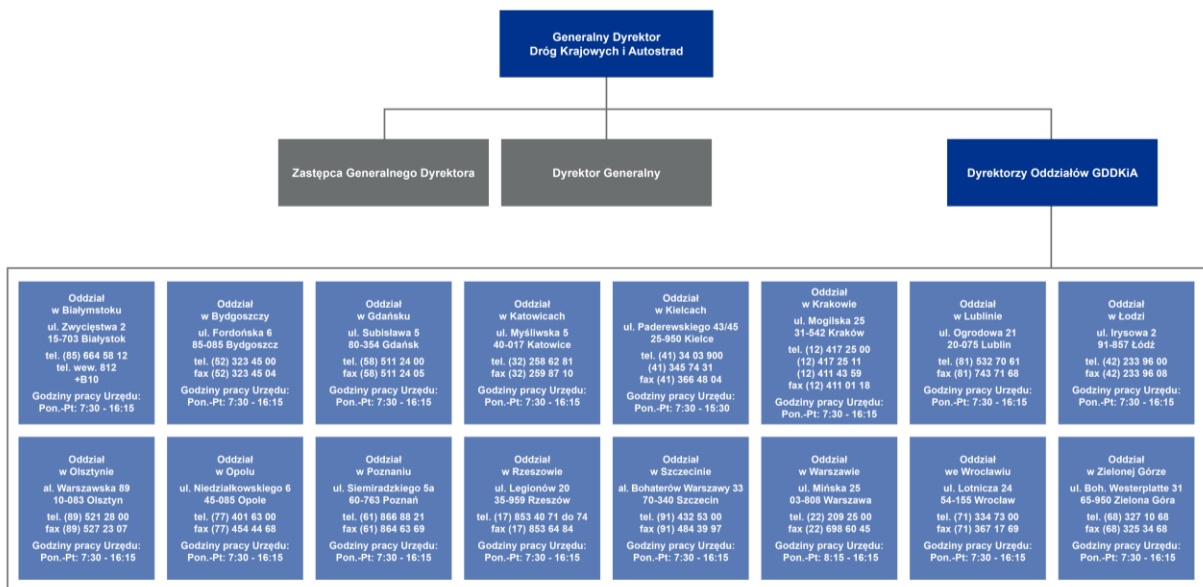 Generalny Dyrektor
Dróg Krajowych i Autostrad
Zastępca Generalnego Dyrektora
Dyrektor Generalny
Dyrektorzy Oddziałów GDDKiA
Oddział
w Białymstoku
ul. Zwycięstwa 2
15-703 Białystok
tel. (85) 664 58 12
tel. wew. 812
+B10
Godziny pracy Urzędu:
Pon.-Pt: 7:30 - 16:15
Oddział
w Bydgoszczy
ul. Fordońska 6
85-085 Bydgoszcz
tel. (52) 323 45 00
fax (52) 323 45 04
Godziny pracy Urzędu:
Pon.-Pt: 7:30 - 16:15
Oddział
w Gdańsku
ul. Subisława 5
80-354 Gdańsk
tel. (58) 511 24 00
fax (58) 511 24 05
Godziny pracy Urzędu:
Pon.-Pt: 7:30 - 16:15
Oddział
w Katowicach
ul. Myśliwska 5
40-017 Katowice
tel. (32) 258 62 81
fax (32) 259 87 10
Godziny pracy Urzędu:
Pon.-Pt: 7:30 - 16:15
Oddział
w Kielcach
ul. Paderewskiego 43/45
25-950 Kielce
tel. (41) 34 03 900
(41) 345 74 31
fax (41) 366 48 04
Godziny pracy Urzędu:
Pon.-Pt: 7:30 - 15:30
Oddział
w Krakowie
ul. Mogilska 25
31-542 Kraków
tel. (12) 417 25 00
(12) 417 25 11
(12) 411 43 59
fax (12) 411 01 18
Godziny pracy Urzędu:
Pon.-Pt: 7:30 - 16:15
Oddział
w Lublinie
ul. Ogrodowa 21
20-075 Lublin
tel. (81) 532 70 61
fax (81) 743 71 68
Godziny pracy Urzędu:
Pon.-Pt: 7:30 - 16:15
Oddział
w Łodzi
ul. Irysowa 2
91-857 Łódź
tel. (42) 233 96 00
fax (42) 233 96 08
Godziny pracy Urzędu:
Pon.-Pt: 7:30 - 16:15
Oddział
w Olsztynie
al. Warszawska 89
10-083 Olsztyn
tel. (89) 521 28 00
fax (89) 527 23 07
Godziny pracy Urzędu:
Pon.-Pt: 7:30 - 16:15
Oddział
w Opolu
ul. Niedziałkowskiego 6
45-085 Opole
tel. (77) 401 63 00
fax (77) 454 44 68
Godziny pracy Urzędu:
Pon.-Pt: 7:30 - 16:15
Oddział
w Poznaniu
ul. Siemiradzkiego 5a
60-763 Poznań
tel. (61) 866 88 21
fax (61) 864 63 69
Godziny pracy Urzędu:
Pon.-Pt: 7:30 - 16:15
Oddział
w Rzeszowie
ul. Legionów 20
35-959 Rzeszów
tel. (17) 853 40 71 do 74
fax (17) 853 64 84
Godziny pracy Urzędu:
Pon.-Pt: 7:30 - 16:15
Oddział
w Szczecinie
al. Bohaterów Warszawy 33
70-340 Szczecin
tel. (91) 432 53 00
fax (91) 484 39 97
Godziny pracy Urzędu:
Pon.-Pt: 7:30 - 16:15
Oddział
w Warszawie
ul. Mińska 25
03-808 Warszawa
tel. (22) 209 25 00
fax (22) 698 60 45
Godziny pracy Urzędu:
Pon.-Pt: 8:15 - 16:15
Oddział
we Wrocławiu
ul. Lotnicza 24
54-155 Wrocław
tel. (71) 334 73 00
fax (71) 367 17 69
Godziny pracy Urzędu:
Pon.-Pt: 7:30 - 16:15
Oddział
w Zielonej Górze
ul. Boh. Westerplatte 31
65-950 Zielona Góra
tel. (68) 327 10 68
fax (68) 325 34 68
Godziny pracy Urzędu:
Pon.-Pt: 7:30 - 16:15